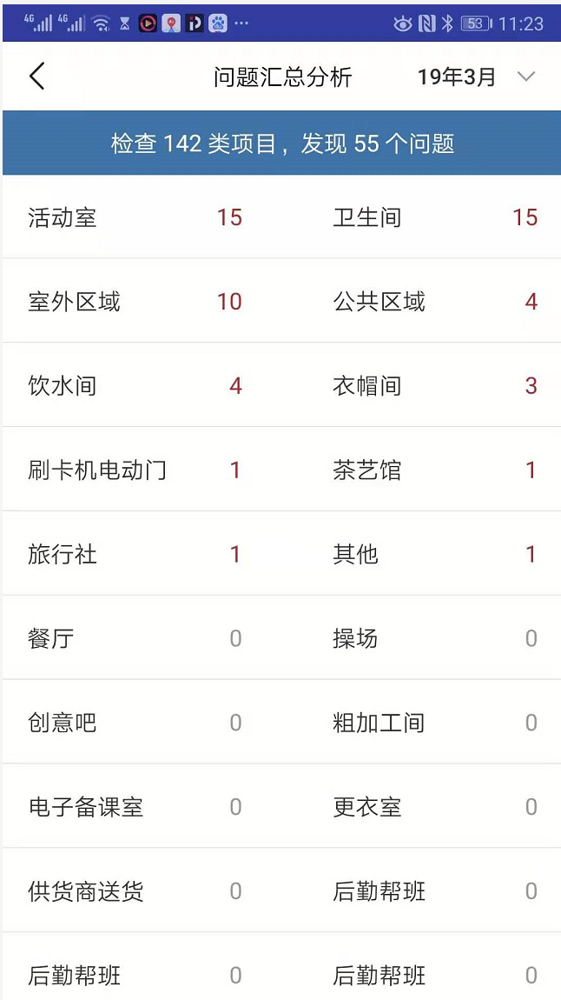 4G 4G 53 11:23
问题汇总分析 19年3月
检查 142 类项目，发现 55 个问题
活动室 15 卫生间 15
室外区域 10 公共区域 4
饮水间 4 衣帽间 3
刷卡机电动门 1 茶艺馆 1
旅行社 1 其他 1
餐厅 0 操场 0
创意吧 0 粗加工间 0
电子备课室 0 更衣室 0
供货商送货 0 后勤帮班 0
后勤帮班 0 后勤帮班 0